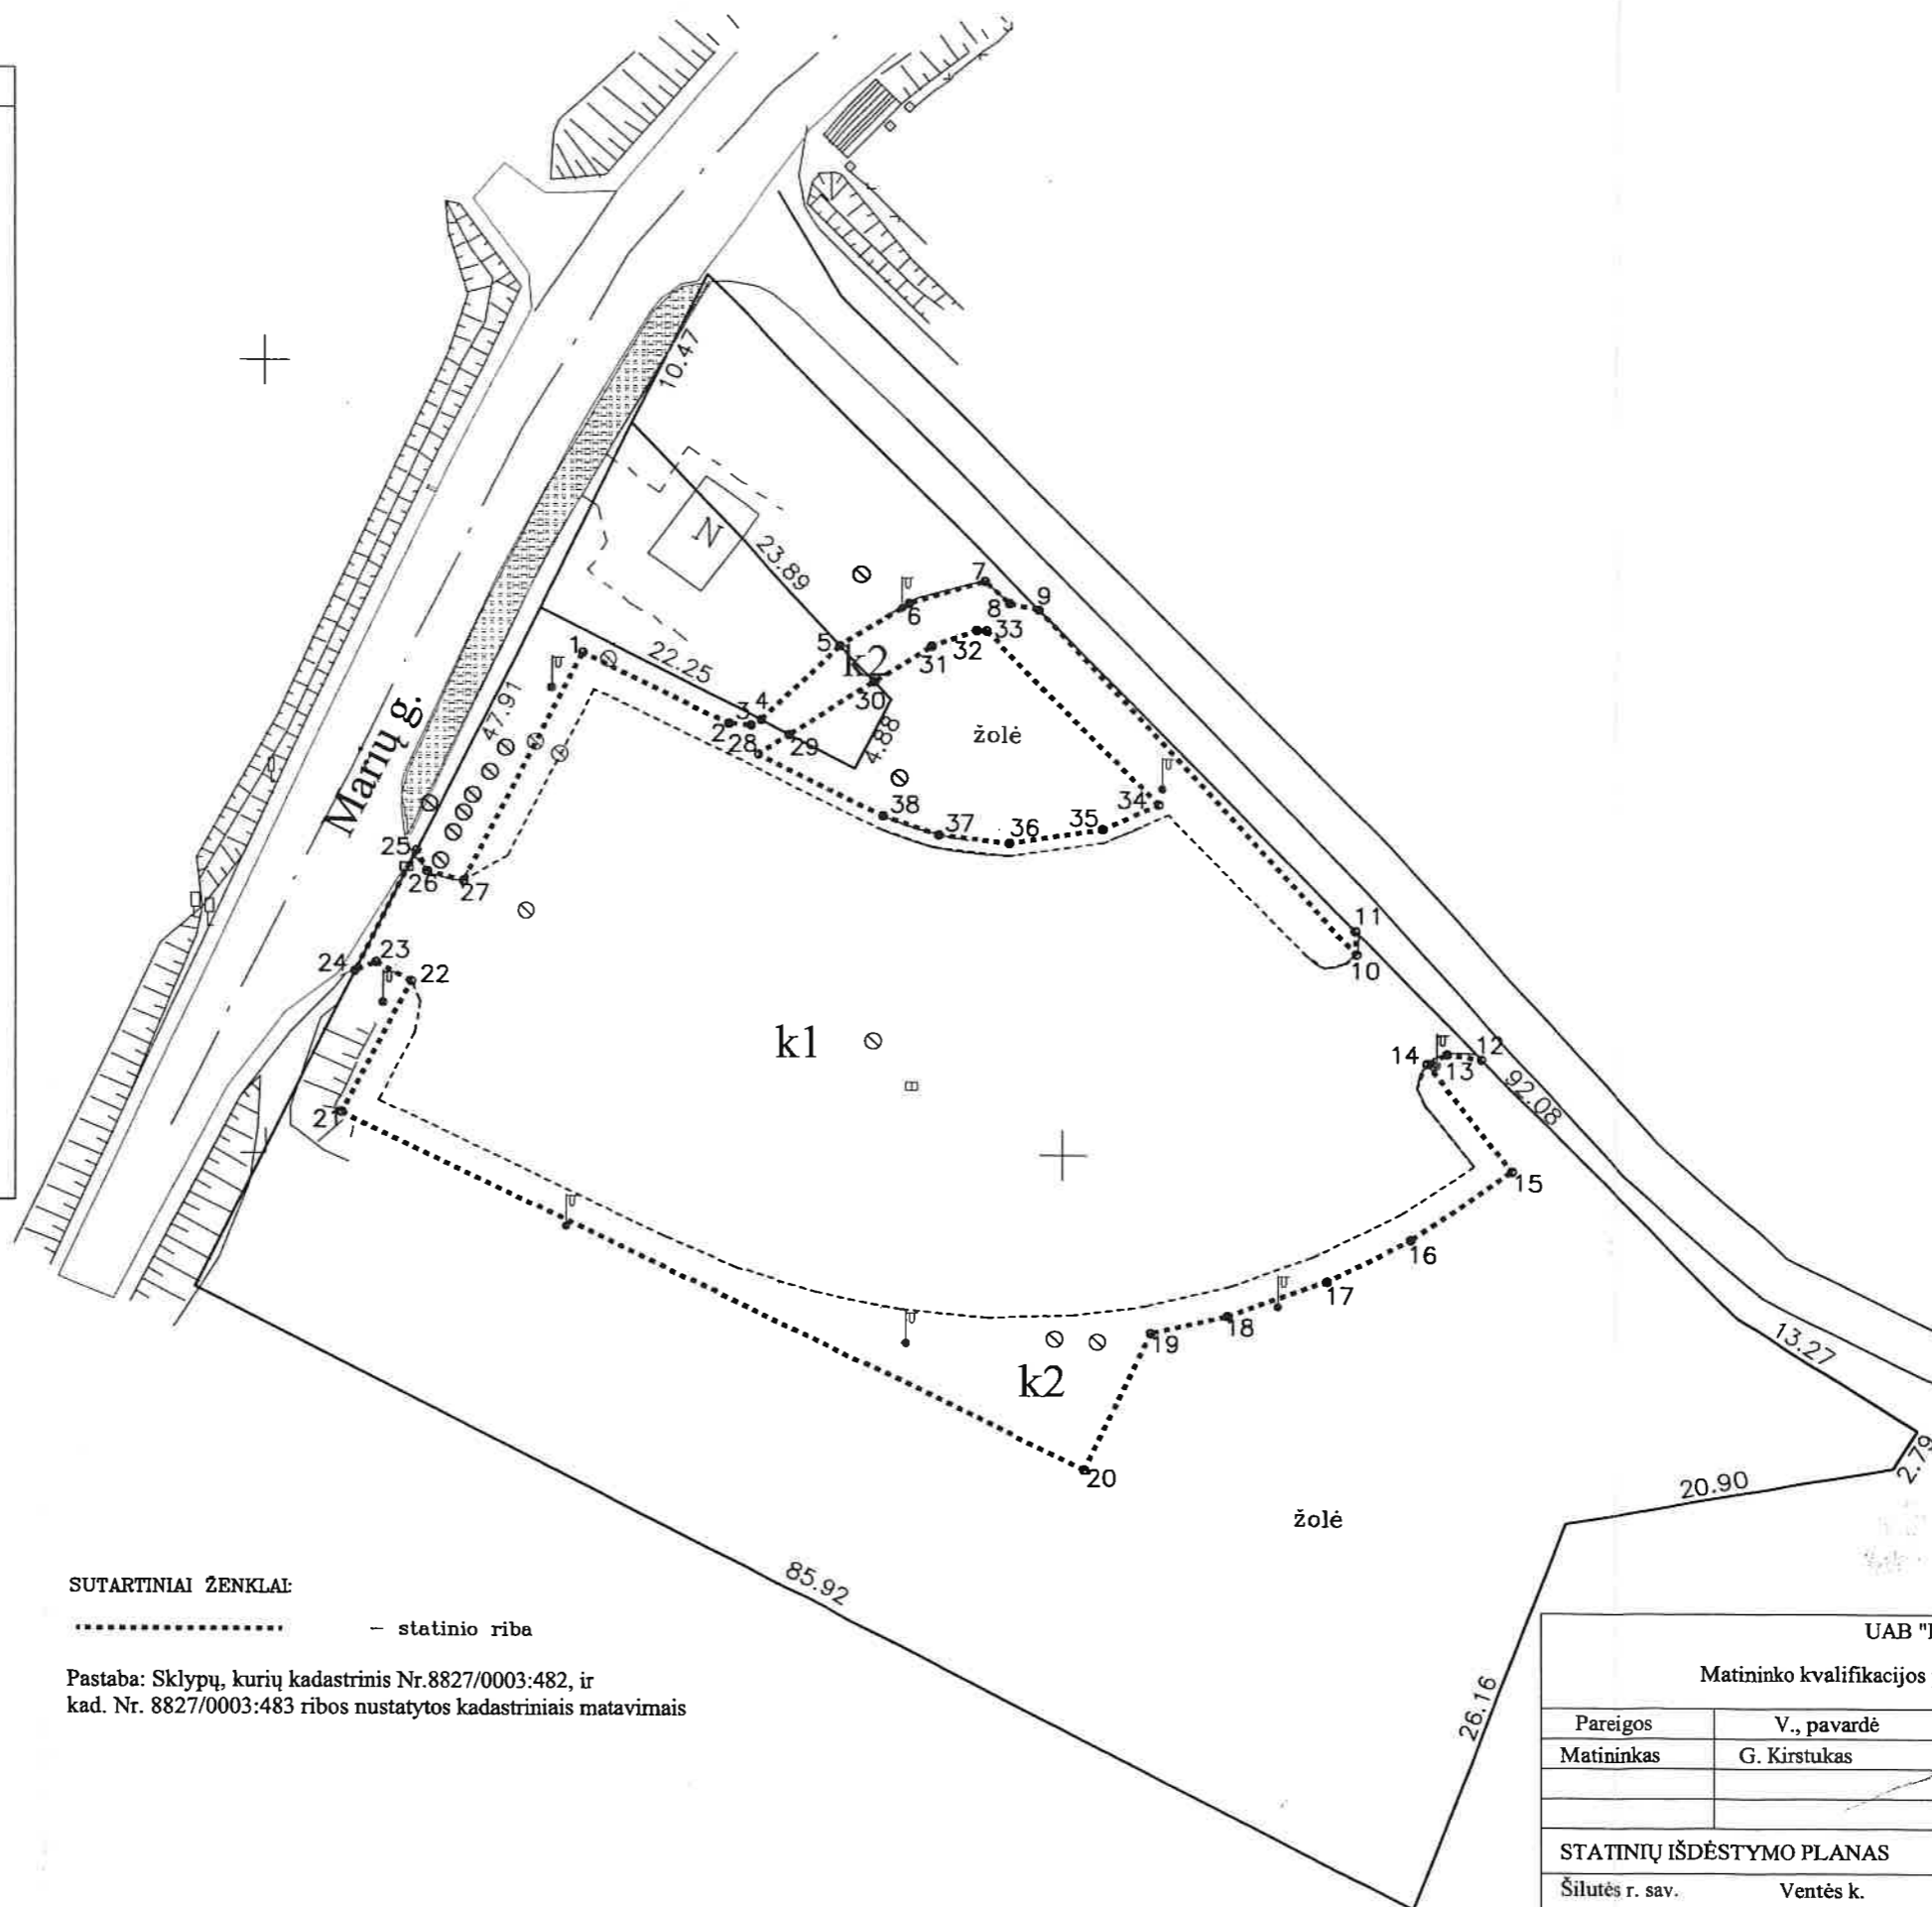 10.47
N
23.89
7
6
8
9
1
22.25
5
k2
31
32
33
47.91
4
3
2
28
30
29
4.88
žolė
Marių g.
38
34
37
36
35
25
26
27
11
24
23
22
10
k1
14
13
12
92.08
21
15
16
17
18
19
13.27
k2
20
2.79
20.90
žolė
85.92
26.16
SUTARTINIAI ŽENKLAI:
– statinio riba
Pastaba: Sklypų, kurių kadastrinis Nr.8827/0003:482, ir
kad. Nr. 8827/0003:483 ribos nustatytos kadastriniais matavimais
UAB "
Matininko kvalifikacijos
Pareigos V., pavardė
Matininkas G. Kirstukas
STATINIŲ IŠDĖSTYMO PLANAS
Šilutės r. sav. Ventės k.